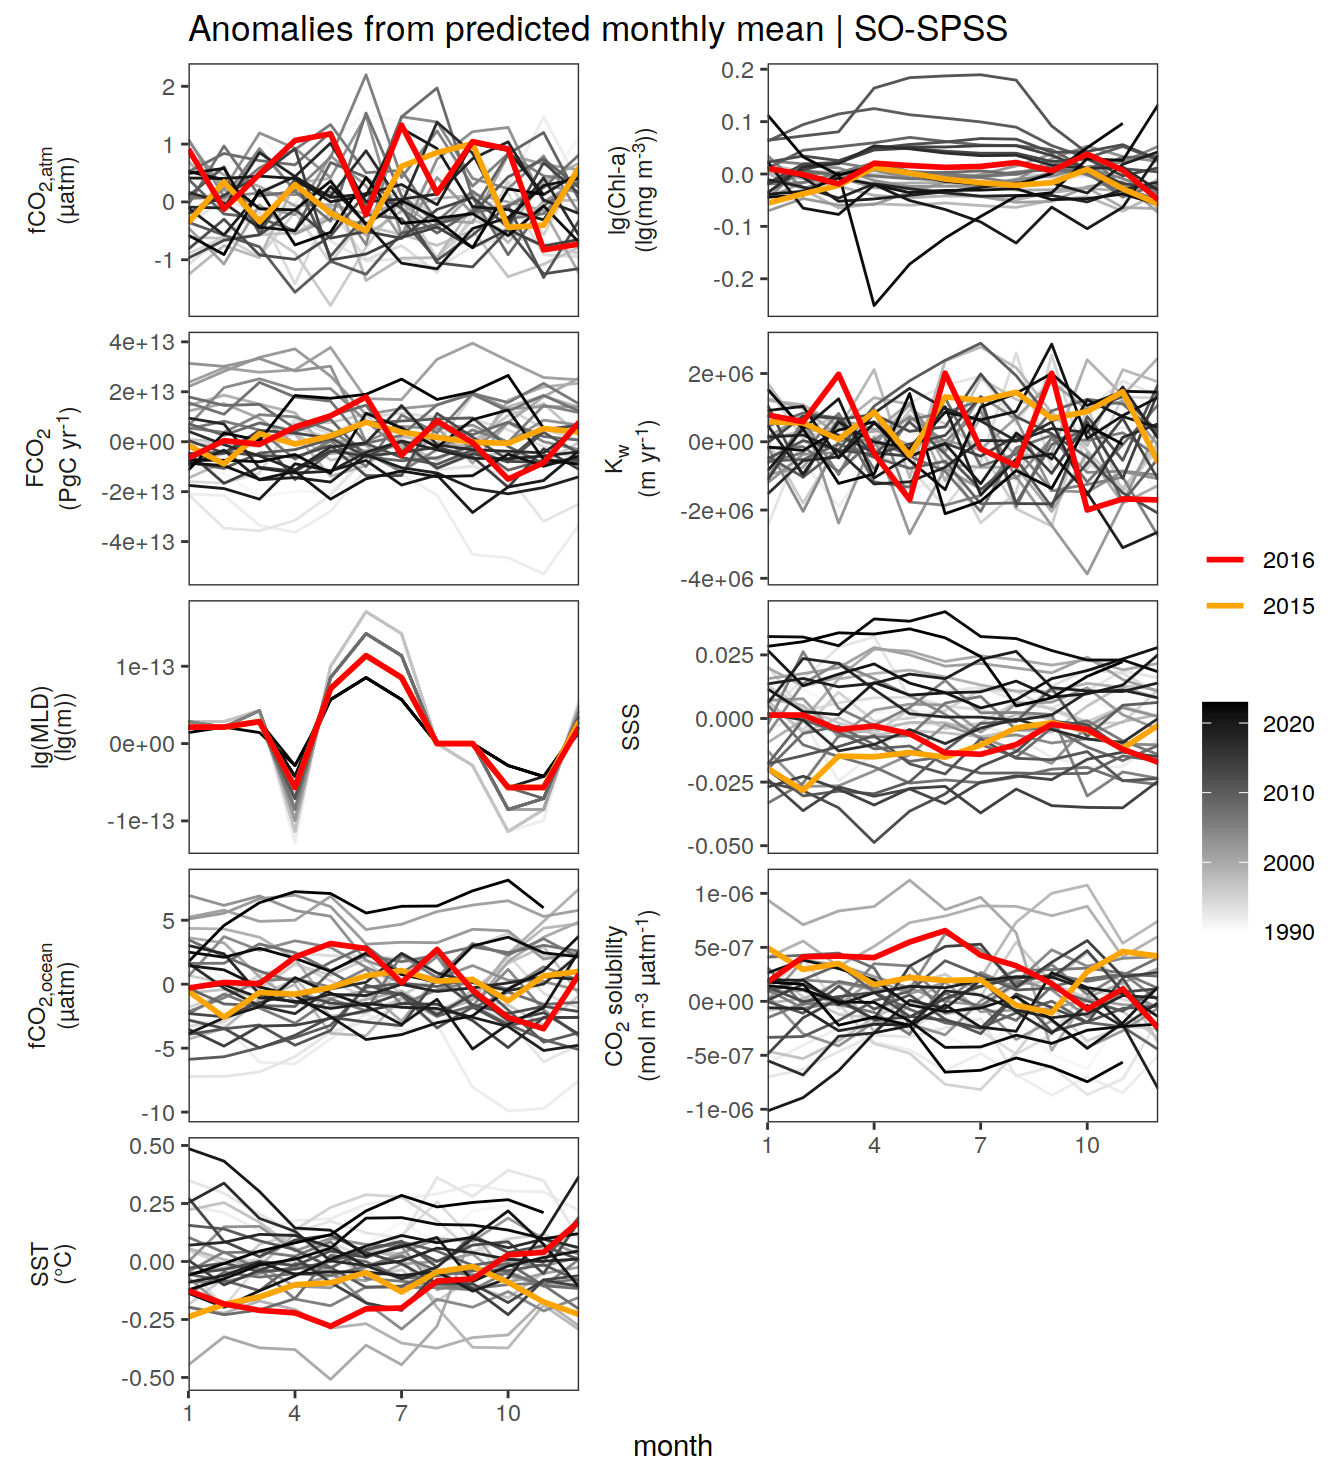 Anomalies from predicted monthly mean | SO-SPSS
fCO2,atm
(µatm)
2
1
0
-1
lg(Chl-a)
(lg(mg m-3))
0.2
0.1
0.0
-0.1
-0.2
FCO2
(PgC yr-1)
4e+13
2e+13
0e+00
-2e+13
-4e+13
Kw
(m yr-1)
2e+06
0e+00
-2e+06
-4e+06
lg(MLD)
(lg(m))
1e-13
0e+00
-1e-13
SSS
0.025
0.000
-0.025
-0.050
fCO2,ocean
(µatm)
5
0
-5
-10
CO2 solubility
(mol m-3 µatm-1)
1e-06
5e-07
0e+00
-5e-07
-1e-06
1 4 7 10
SST
(°C)
0.50
0.25
0.00
-0.25
-0.50
1 4 7 10
month
2016
2015
2020
2010
2000
1990